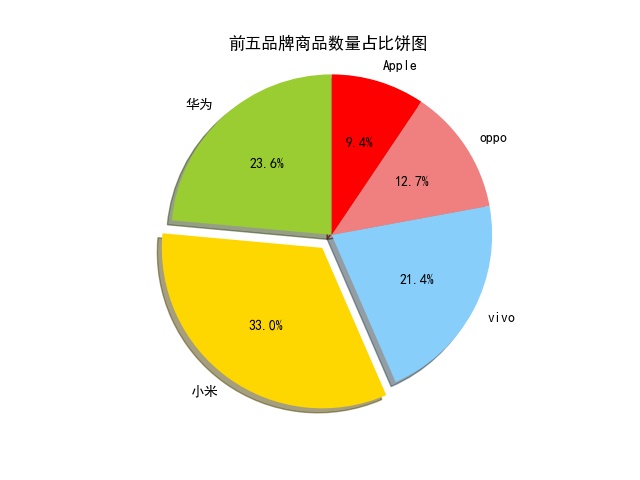 前五品牌商品数量占比饼图
Apple
华为
9.4%
oppo
23.6%
12.7%
21.4%
vivo
33.0%
小米